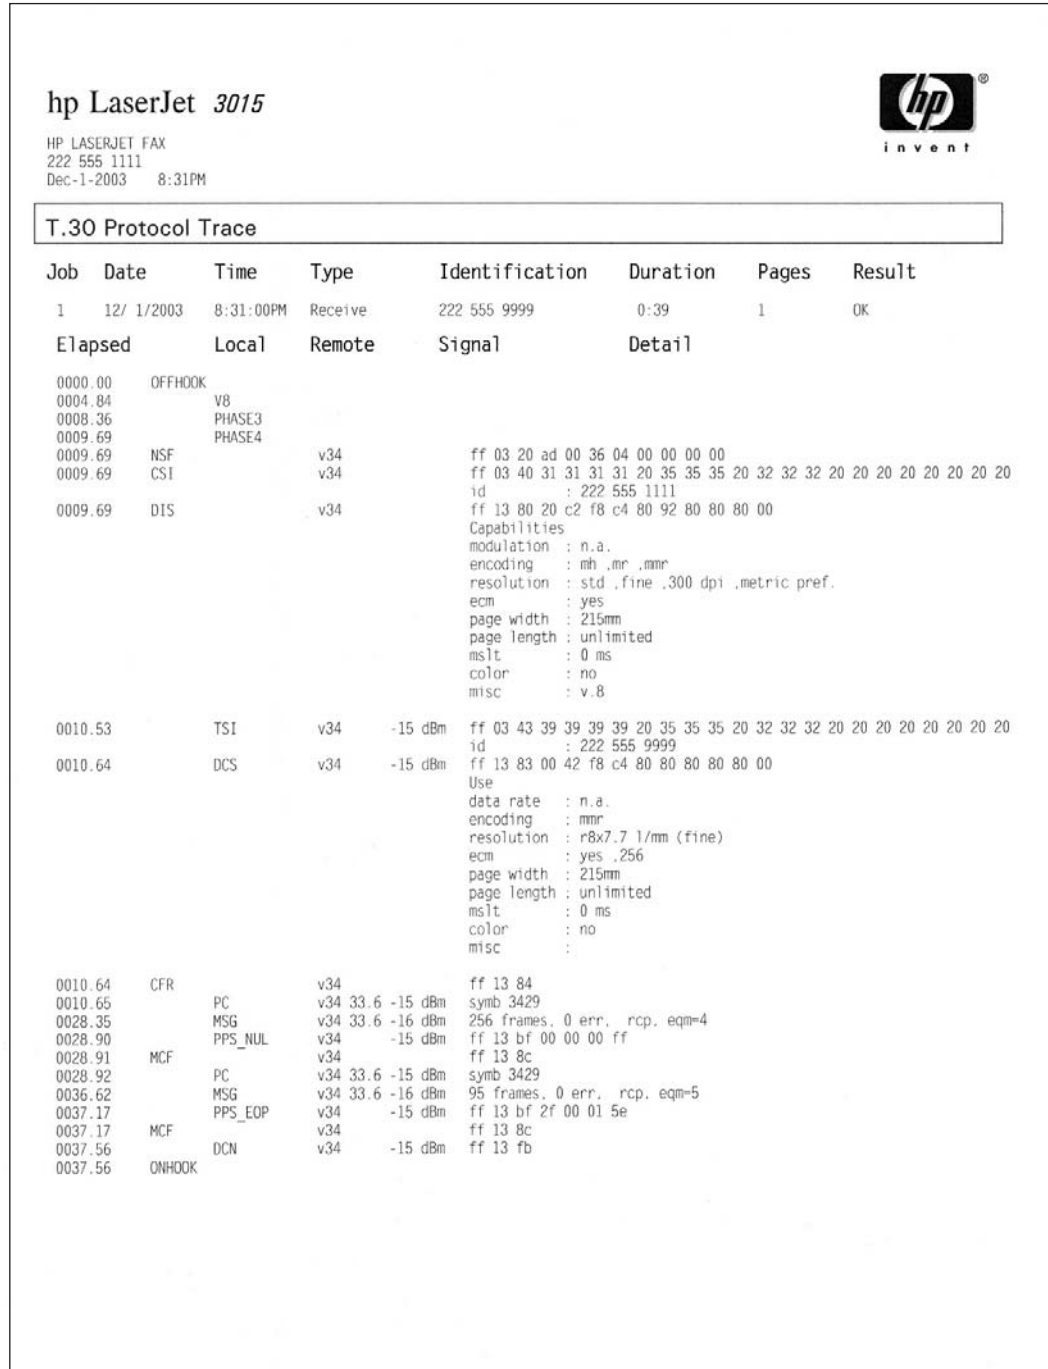 hp LaserJet 3015
hp ®
invent
HP LASERJET FAX
222 555 1111
Dec-1-2003 8:31PM
T.30 Protocol Trace
Job Date Time Type Identification Duration Pages Result
1 12/ 1/2003 8:31:00PM Receive 222 555 9999 0:39 1 OK
Elapsed Local Remote Signal Detail
0000.00 OFFHOOK
0004.84 V8
0008.36 PHASE3
0009.69 PHASE4
0009.69 NSF v34 ff 03 20 ad 00 36 04 00 00 00 00
0009.69 CSI v34 ff 03 40 31 31 31 31 20 35 35 35 20 32 32 32 20 20 20 20 20 20 20 20
id : 222 555 1111
0009.69 DIS v34 ff 13 80 20 c2 f8 c4 80 92 80 80 80 00
Capabilities
modulation : n.a.
encoding : mh ,mr ,mmr
resolution : std ,fine ,300 dpi ,metric pref.
ecm : yes
page width : 215mm
page length : unlimited
mslt : 0 ms
color : no
misc : v.8
0010.53 TSI v34 -15 dBm ff 03 43 39 39 39 39 20 35 35 35 20 32 32 32 20 20 20 20 20 20 20 20
id : 222 555 9999
0010.64 DCS v34 -15 dBm ff 13 83 00 42 f8 c4 80 80 80 80 80 00
Use
data rate : n.a.
encoding : mmr
resolution : r8x7.7 l/mm (fine)
ecm : yes ,256
page width : 215mm
page length : unlimited
mslt : 0 ms
color : no
misc :
0010.64 CFR v34 ff 13 84
0010.65 PC v34 33.6 -15 dBm symb 3429
0028.35 MSG v34 33.6 -16 dBm 256 frames, 0 err, rcp, eqm=4
0028.90 PPS_NUL v34 -15 dBm ff 13 bf 00 00 00 ff
0028.91 MCF v34 ff 13 8c
0028.92 PC v34 33.6 -15 dBm symb 3429
0036.62 MSG v34 33.6 -16 dBm 95 frames, 0 err, rcp, eqm=5
0037.17 PPS_EOP v34 -15 dBm ff 13 bf 2f 00 01 5e
0037.17 MCF v34 ff 13 8c
0037.56 DCN v34 -15 dBm ff 13 fb
0037.56 ONHOOK